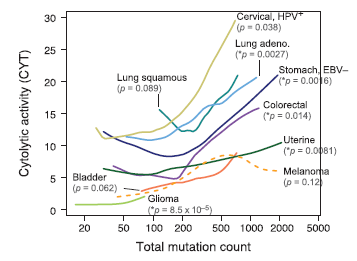 Cytolytic activity (CYT)
30
25
20
15
10
5
0
Cervical, HPV+
(p = 0.038)
Lung adeno.
(*p = 0.0027)
Lung squamous
(p = 0.089)
Stomach, EBV–
(*p = 0.0016)
Colorectal
(*p = 0.014)
Uterine
(*p = 0.0081)
Bladder
(p = 0.062)
Melanoma
(p = 0.12)
Glioma
(*p = 8.5 x 10⁻⁵)
20 50 100 200 500 1000 2000 5000
Total mutation count